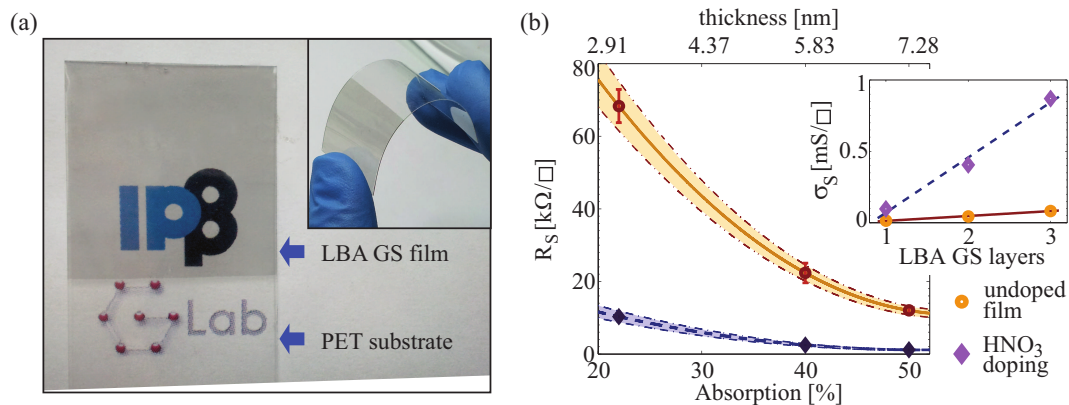 (a)
IPB
LBA GS film
G Lab
PET substrate
(b)
thickness [nm]
2.91 4.37 5.83 7.28
80
60
40
20
0
R_S [kΩ/□]
20 30 40 50
Absorption [%]
1
0.5
0
σ_S [mS/□]
1 2 3
LBA GS layers
undoped
film
HNO₃
doping